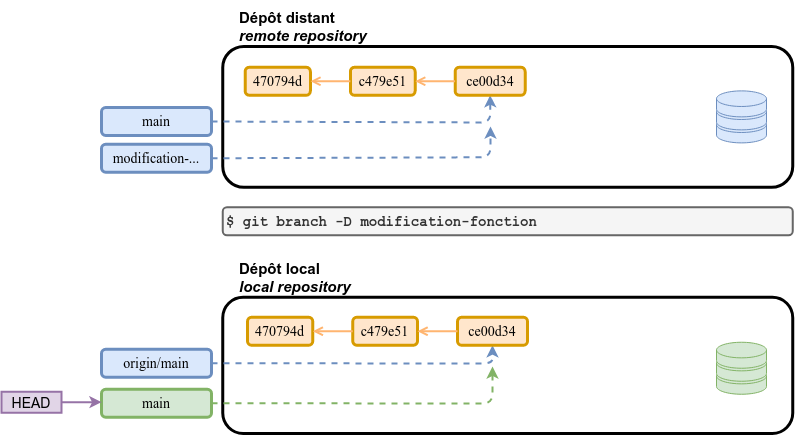 Dépôt distant
remote repository
470794d
c479e51
ce00d34
main
modification-...
$ git branch -D modification-fonction
Dépôt local
local repository
470794d
c479e51
ce00d34
origin/main
HEAD
main